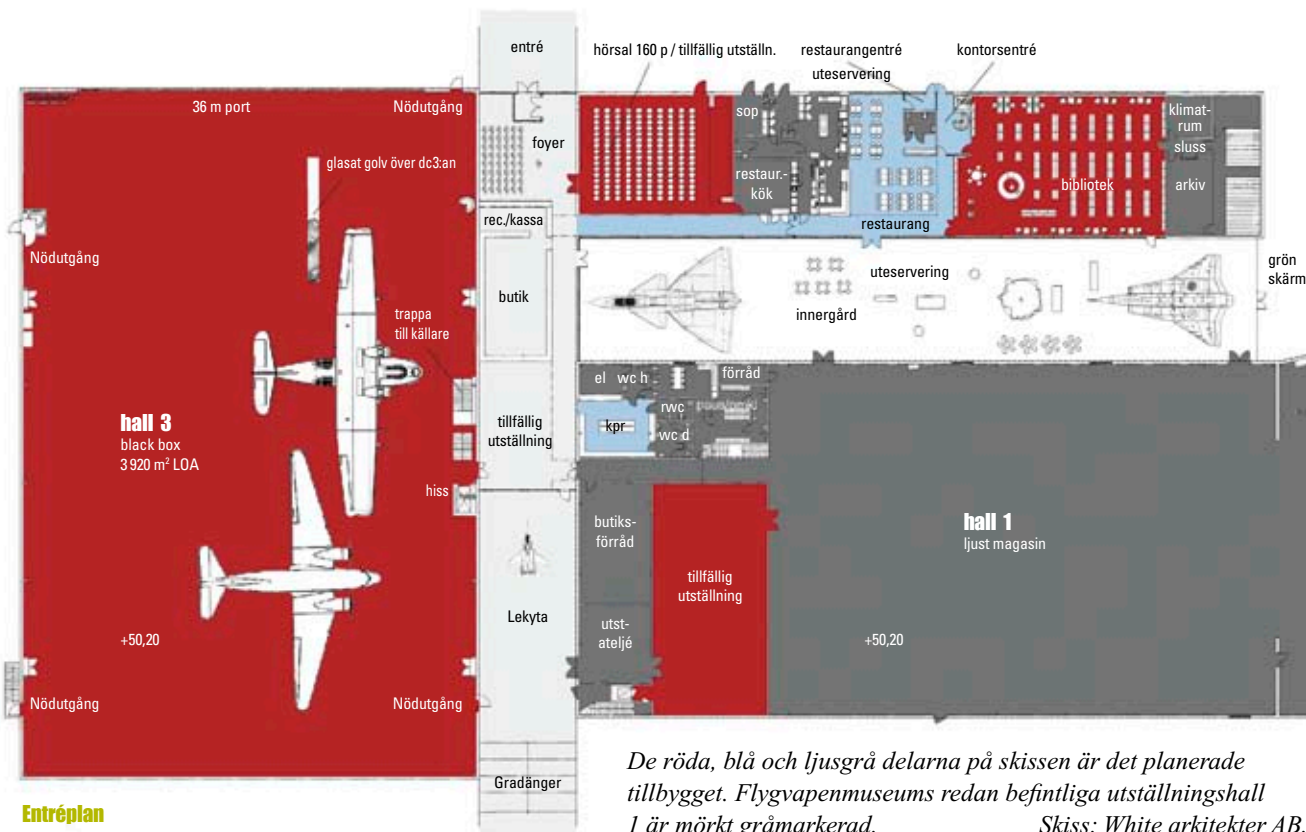 entré
hörsal 160 p / tillfällig utställn.
restaurangentré
uteservering
kontorsentré
36 m port
Nödutgång
foyer
glasat golv över dc3:an
sop
restaur.-
kök
bibliotek
klimat-
rum
sluss
arkiv
rec./kassa
restaurang
Nödutgång
butik
uteservering
innergård
grön
skärm
trappa
till källare
el
wc h
förråd
rwc
kpr
wc d
hall 3
black box
3 920 m² LOA
tillfällig
utställning
hiss
butiks-
förråd
hall 1
ljust magasin
tillfällig
utställning
Lekyta
utst-
ateljé
+50,20
+50,20
Nödutgång
Nödutgång
Gradänger
De röda, blå och ljusgrå delarna på skissen är det planerade
tillbygget. Flygvapenmuseums redan befintliga utställningshall
1 är mörkt gråmarkerad.
Skiss: White arkitekter AB.
Entréplan